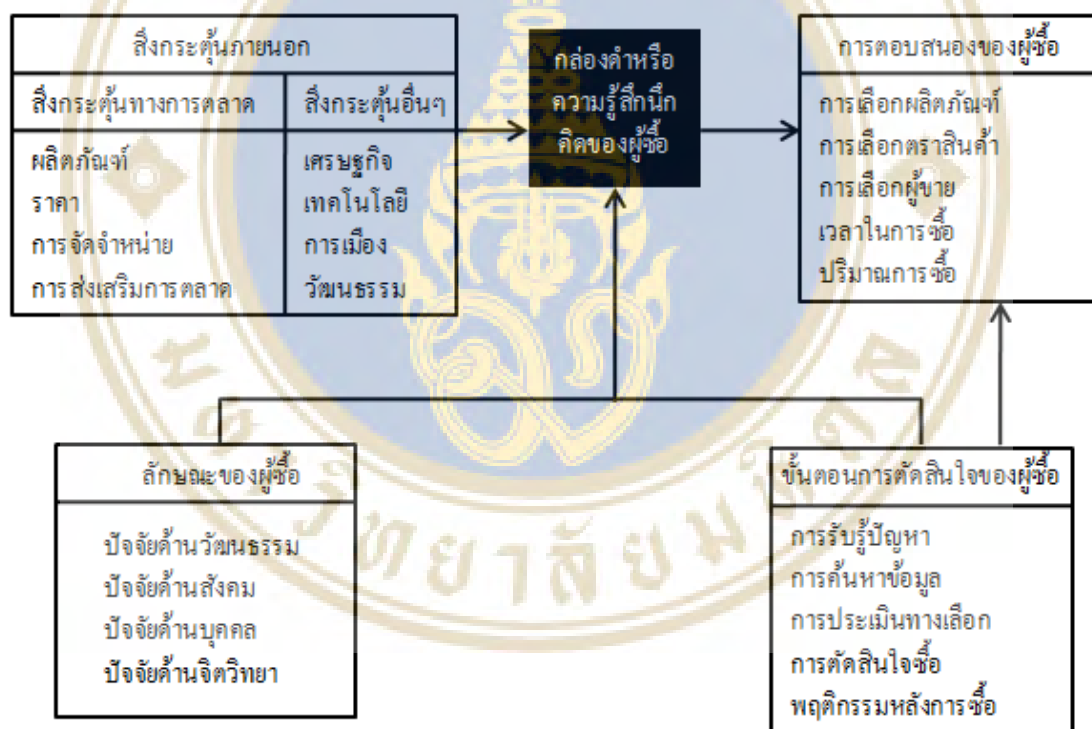 สิ่งกระตุ้นภายนอก
สิ่งกระตุ้นทางการตลาด
สิ่งกระตุ้นอื่นๆ
ผลิตภัณฑ์
ราคา
การจัดจำหน่าย
การส่งเสริมการตลาด
เศรษฐกิจ
เทคโนโลยี
การเมือง
วัฒนธรรม
กล่องดำหรือ
ความรู้สึกนึก
คิดของผู้ซื้อ
การตอบสนองของผู้ซื้อ
การเลือกผลิตภัณฑ์
การเลือกตราสินค้า
การเลือกผู้ขาย
เวลาในการซื้อ
ปริมาณการซื้อ
ลักษณะของผู้ซื้อ
ปัจจัยด้านวัฒนธรรม
ปัจจัยด้านสังคม
ปัจจัยด้านบุคคล
ปัจจัยด้านจิตวิทยา
ขั้นตอนการตัดสินใจของผู้ซื้อ
การรับรู้ปัญหา
การค้นหาข้อมูล
การประเมินทางเลือก
การตัดสินใจซื้อ
พฤติกรรมหลังการซื้อ
มหาวิทยาลัยมหิดล